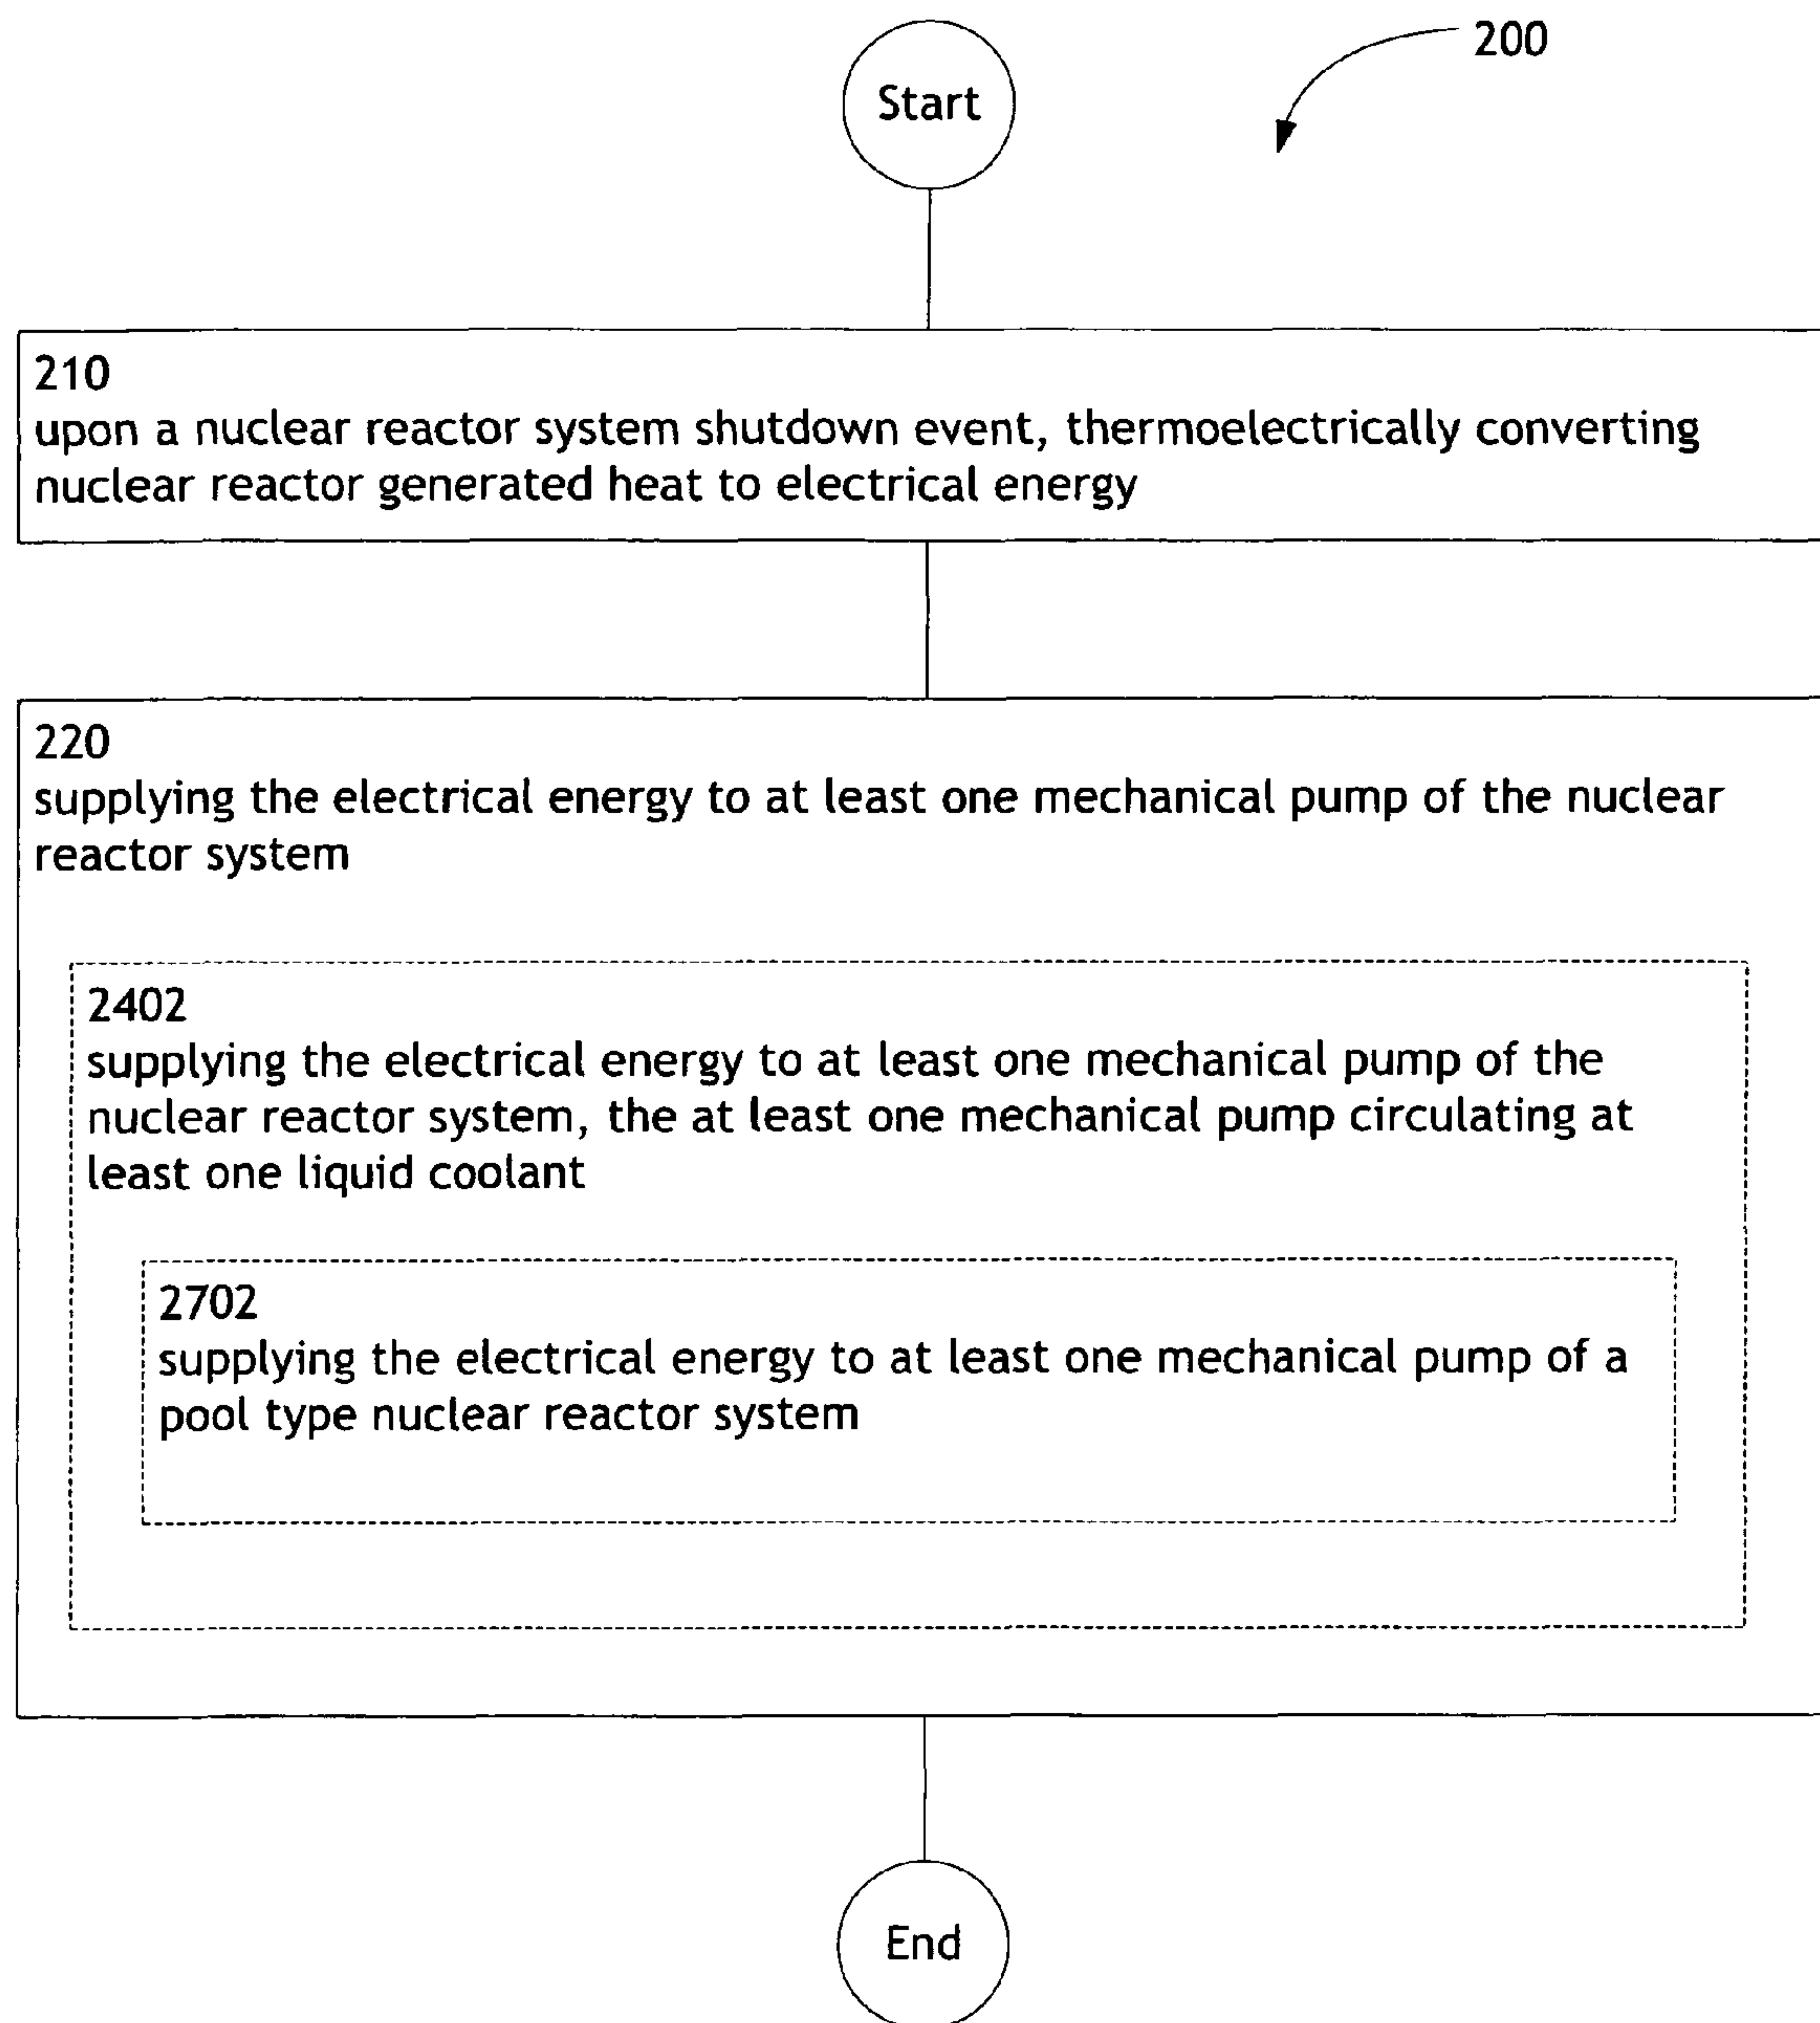 200
Start
210
upon a nuclear reactor system shutdown event, thermoelectrically converting
nuclear reactor generated heat to electrical energy
220
supplying the electrical energy to at least one mechanical pump of the nuclear
reactor system
2402
supplying the electrical energy to at least one mechanical pump of the
nuclear reactor system, the at least one mechanical pump circulating at
least one liquid coolant
2702
supplying the electrical energy to at least one mechanical pump of a
pool type nuclear reactor system
End